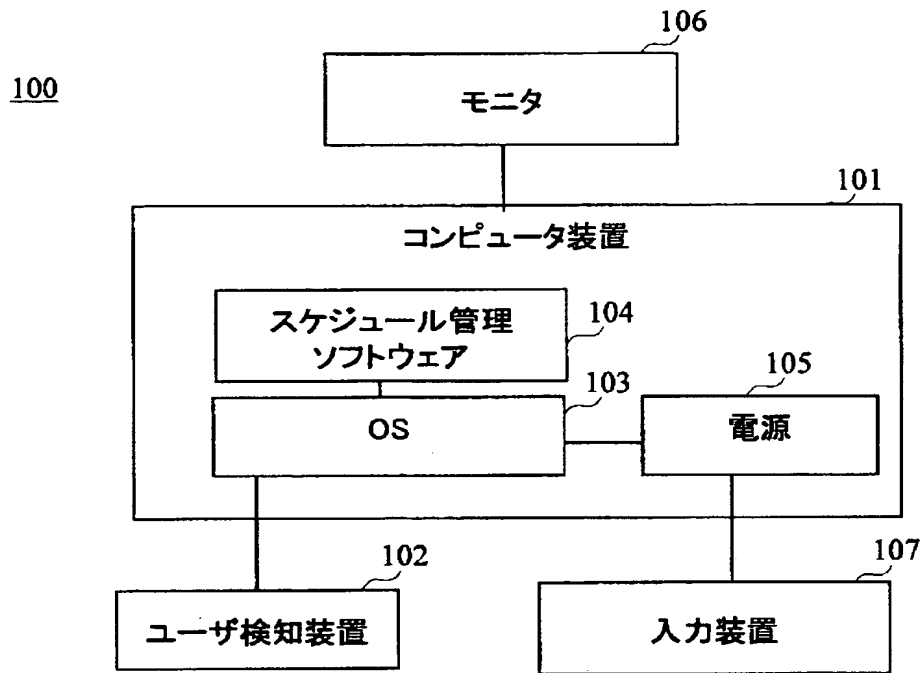 106
100
モニタ
101
コンピュータ装置
スケジュール管理
ソフトウェア
104
103
OS
105
電源
102
ユーザ検知装置
107
入力装置